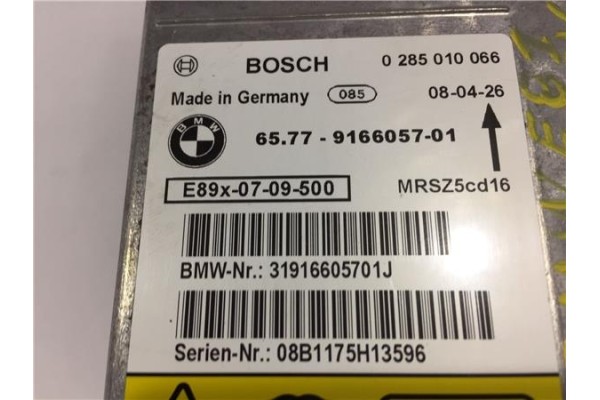 BOSCH 0 285 010 066
Made in Germany 085 08-04-26
BMW 65.77 - 9166057-01
E89x-07-09-500 MRSZ5cd16
BMW-Nr.: 31916605701J
Serien-Nr.: 08B1175H13596